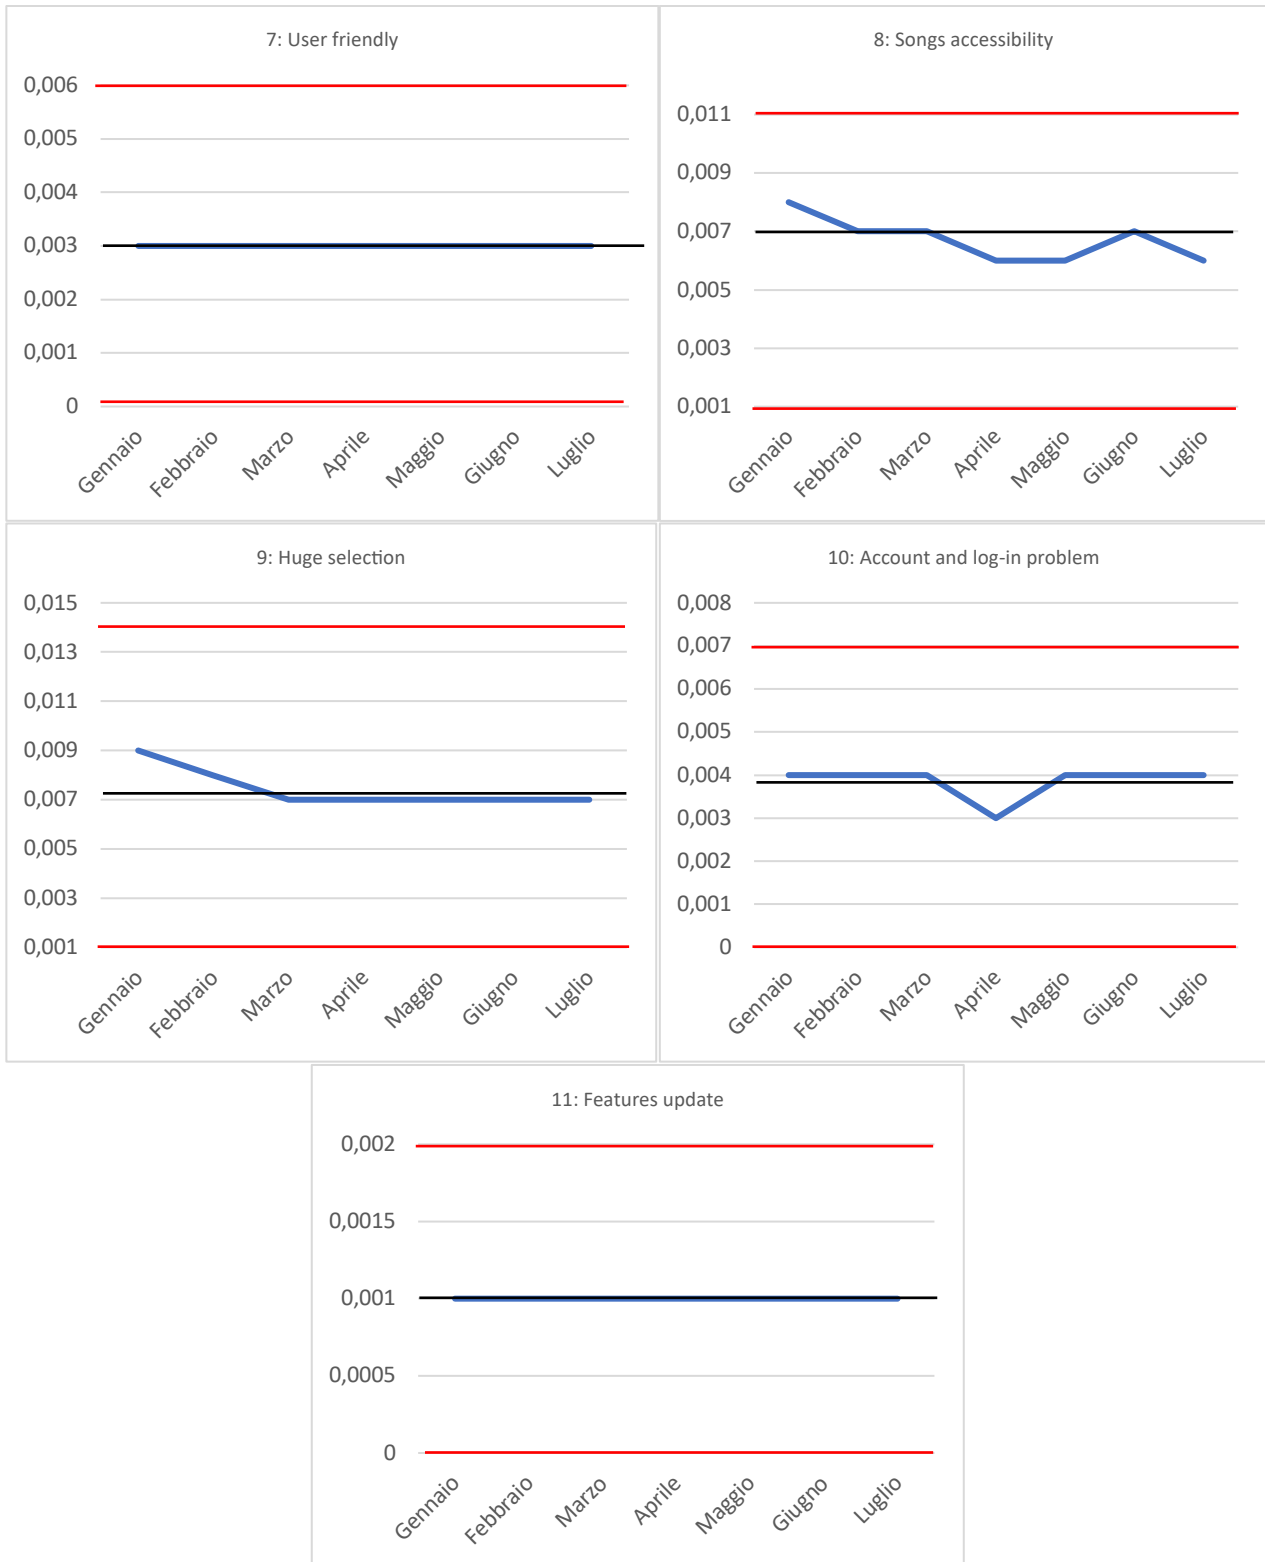 7: User friendly
0,006
0,005
0,004
0,003
0,002
0,001
0
Gennaio
Febbraio
Marzo
Aprile
Maggio
Giugno
Luglio
8: Songs accessibility
0,011
0,009
0,007
0,005
0,003
0,001
Gennaio
Febbraio
Marzo
Aprile
Maggio
Giugno
Luglio
9: Huge selection
0,015
0,013
0,011
0,009
0,007
0,005
0,003
0,001
Gennaio
Febbraio
Marzo
Aprile
Maggio
Giugno
Luglio
10: Account and log-in problem
0,008
0,007
0,006
0,005
0,004
0,003
0,002
0,001
0
Gennaio
Febbraio
Marzo
Aprile
Maggio
Giugno
Luglio
11: Features update
0,002
0,0015
0,001
0,0005
0
Gennaio
Febbraio
Marzo
Aprile
Maggio
Giugno
Luglio